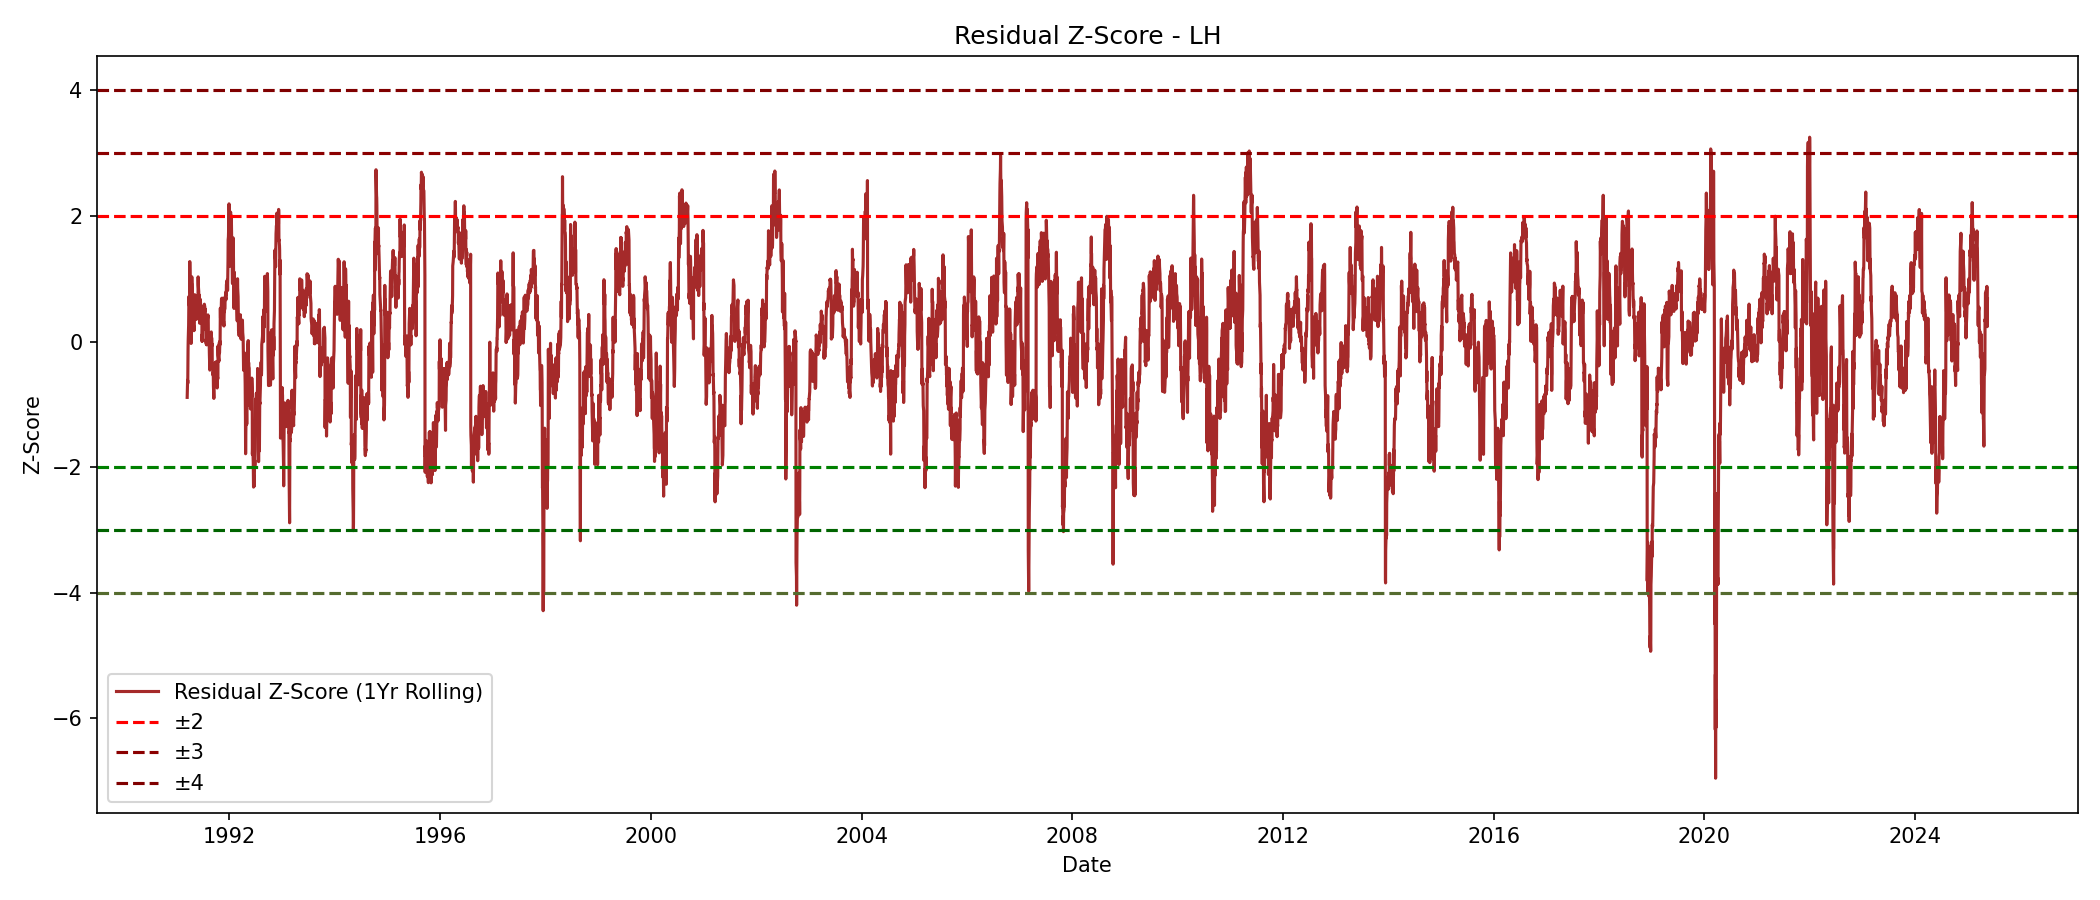 Residual Z-Score - LH
Z-Score
4
2
0
−2
−4
−6
Residual Z-Score (1Yr Rolling)
±2
±3
±4
1992 1996 2000 2004 2008 2012 2016 2020 2024
Date